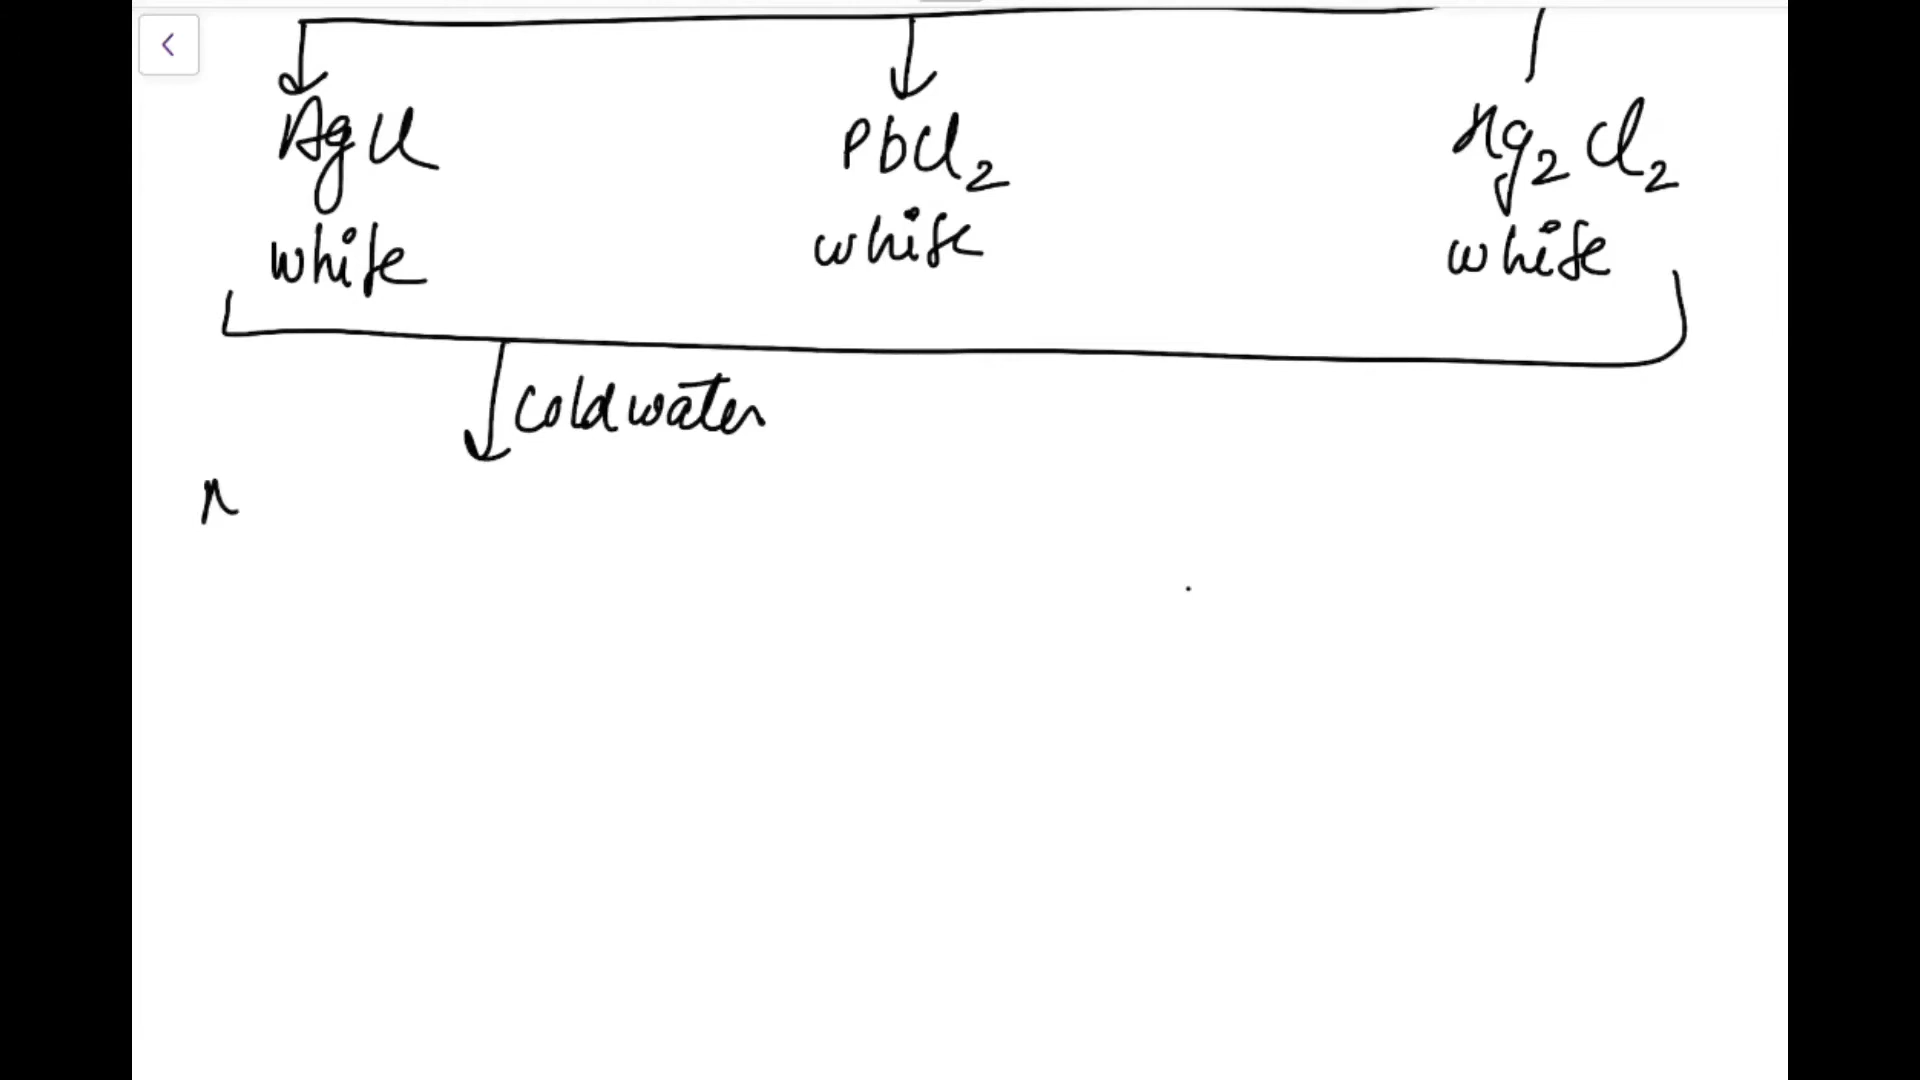 AgCl PbCl₂ Hg₂Cl₂
white white white
Cold water